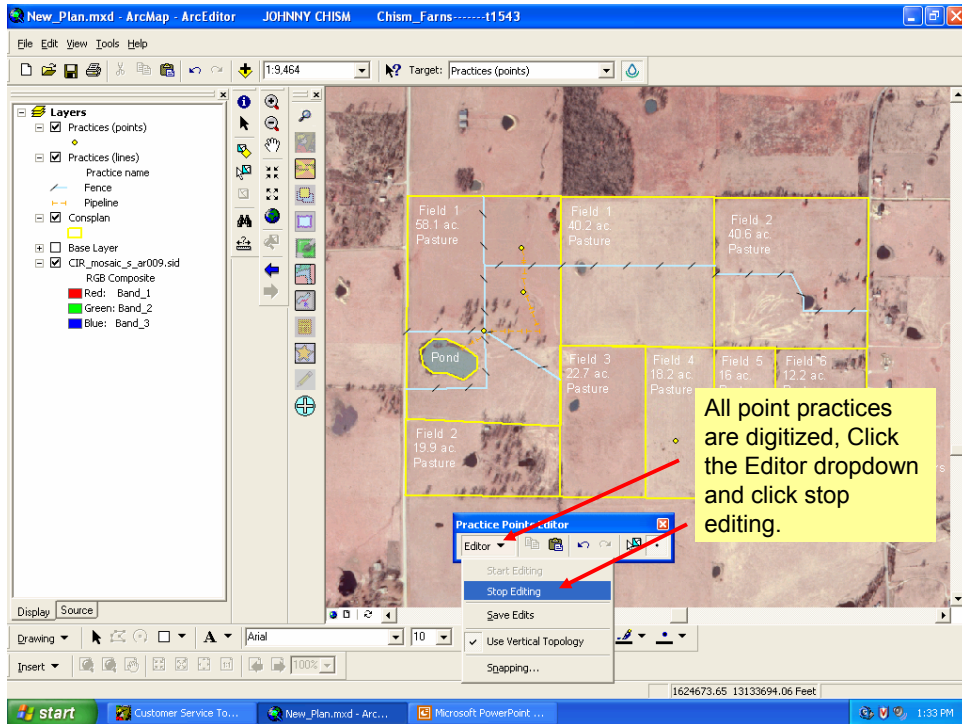 New_Plan.mxd - ArcMap - ArcEditor JOHNNY CHISM Chism_Farns-------t1543
File Edit View Tools Help
1:9,464
Target: Practices (points)
Layers
Practices (points)
Practices (lines)
Practice name
Fence
Pipeline
Consplan
Base Layer
CIR_mosaic_s_ar009.sid
RGB Composite
Red: Band_1
Green: Band_2
Blue: Band_3
Field 1
58.1 ac.
Pasture
Field 1
40.2 ac.
Pasture
Field 2
40.6 ac.
Pasture
Pond
Field 3
22.7 ac.
Pasture
Field 4
18.2 ac.
Pasture
Field 5
16 ac.
Field 6
12.2 ac.
Field 2
19.9 ac.
Pasture
All point practices
are digitized, Click
the Editor dropdown
and click stop
editing.
Practice Points Editor
Editor
Start Editing
Stop Editing
Save Edits
Use Vertical Topology
Snapping...
Display Source
Drawing
A
Arial
10
Insert
100%
1624673.65 13133694.06 Feet
start
Customer Service To...
New_Plan.mxd - Arc...
Microsoft PowerPoint ...
1:33 PM